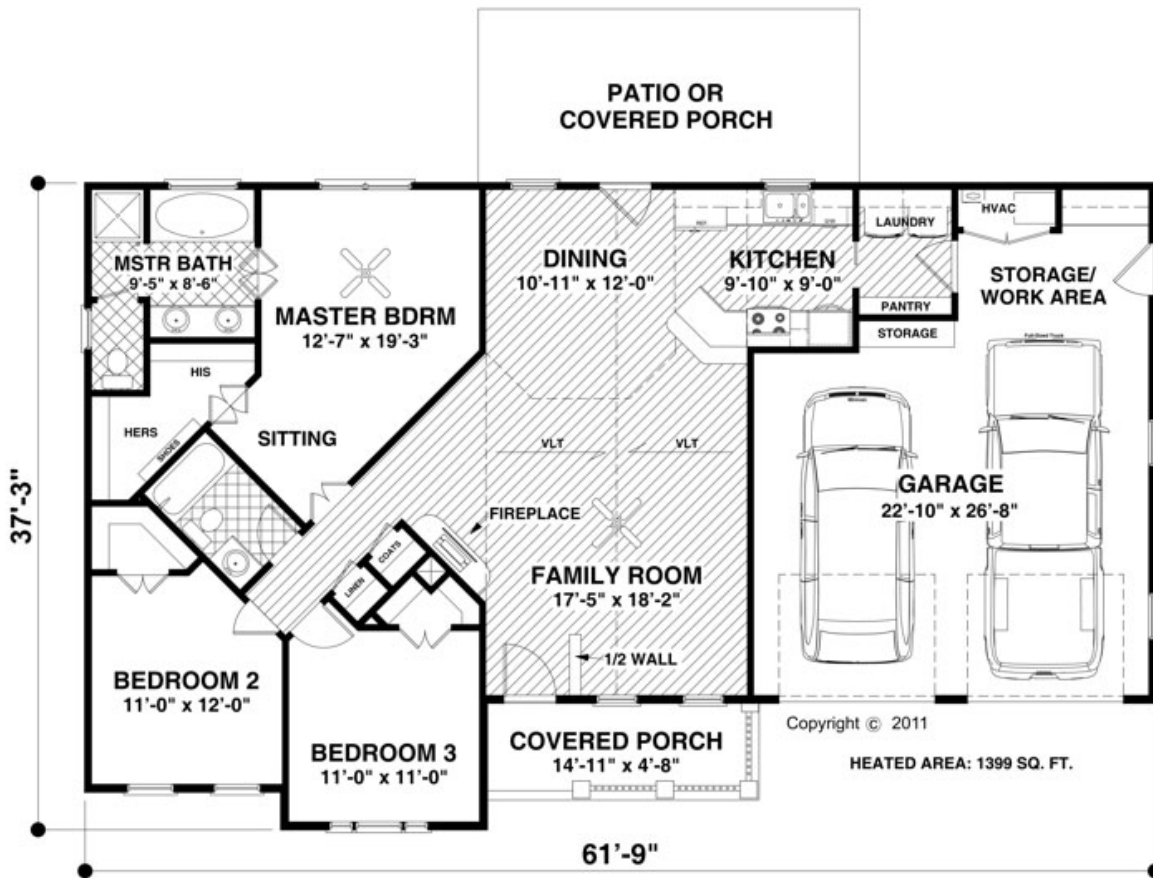 PATIO OR
COVERED PORCH
MSTR BATH
9'-5" x 8'-6"
MASTER BDRM
12'-7" x 19'-3"
DINING
10'-11" x 12'-0"
KITCHEN
9'-10" x 9'-0"
LAUNDRY
HVAC
STORAGE/
WORK AREA
PANTRY
STORAGE
HIS
HERS
SHOES
SITTING
VLT
VLT
37'-3"
FIREPLACE
COATS
LINEN
FAMILY ROOM
17'-5" x 18'-2"
GARAGE
22'-10" x 26'-8"
1/2 WALL
BEDROOM 2
11'-0" x 12'-0"
BEDROOM 3
11'-0" x 11'-0"
COVERED PORCH
14'-11" x 4'-8"
Copyright © 2011
HEATED AREA: 1399 SQ. FT.
61'-9"